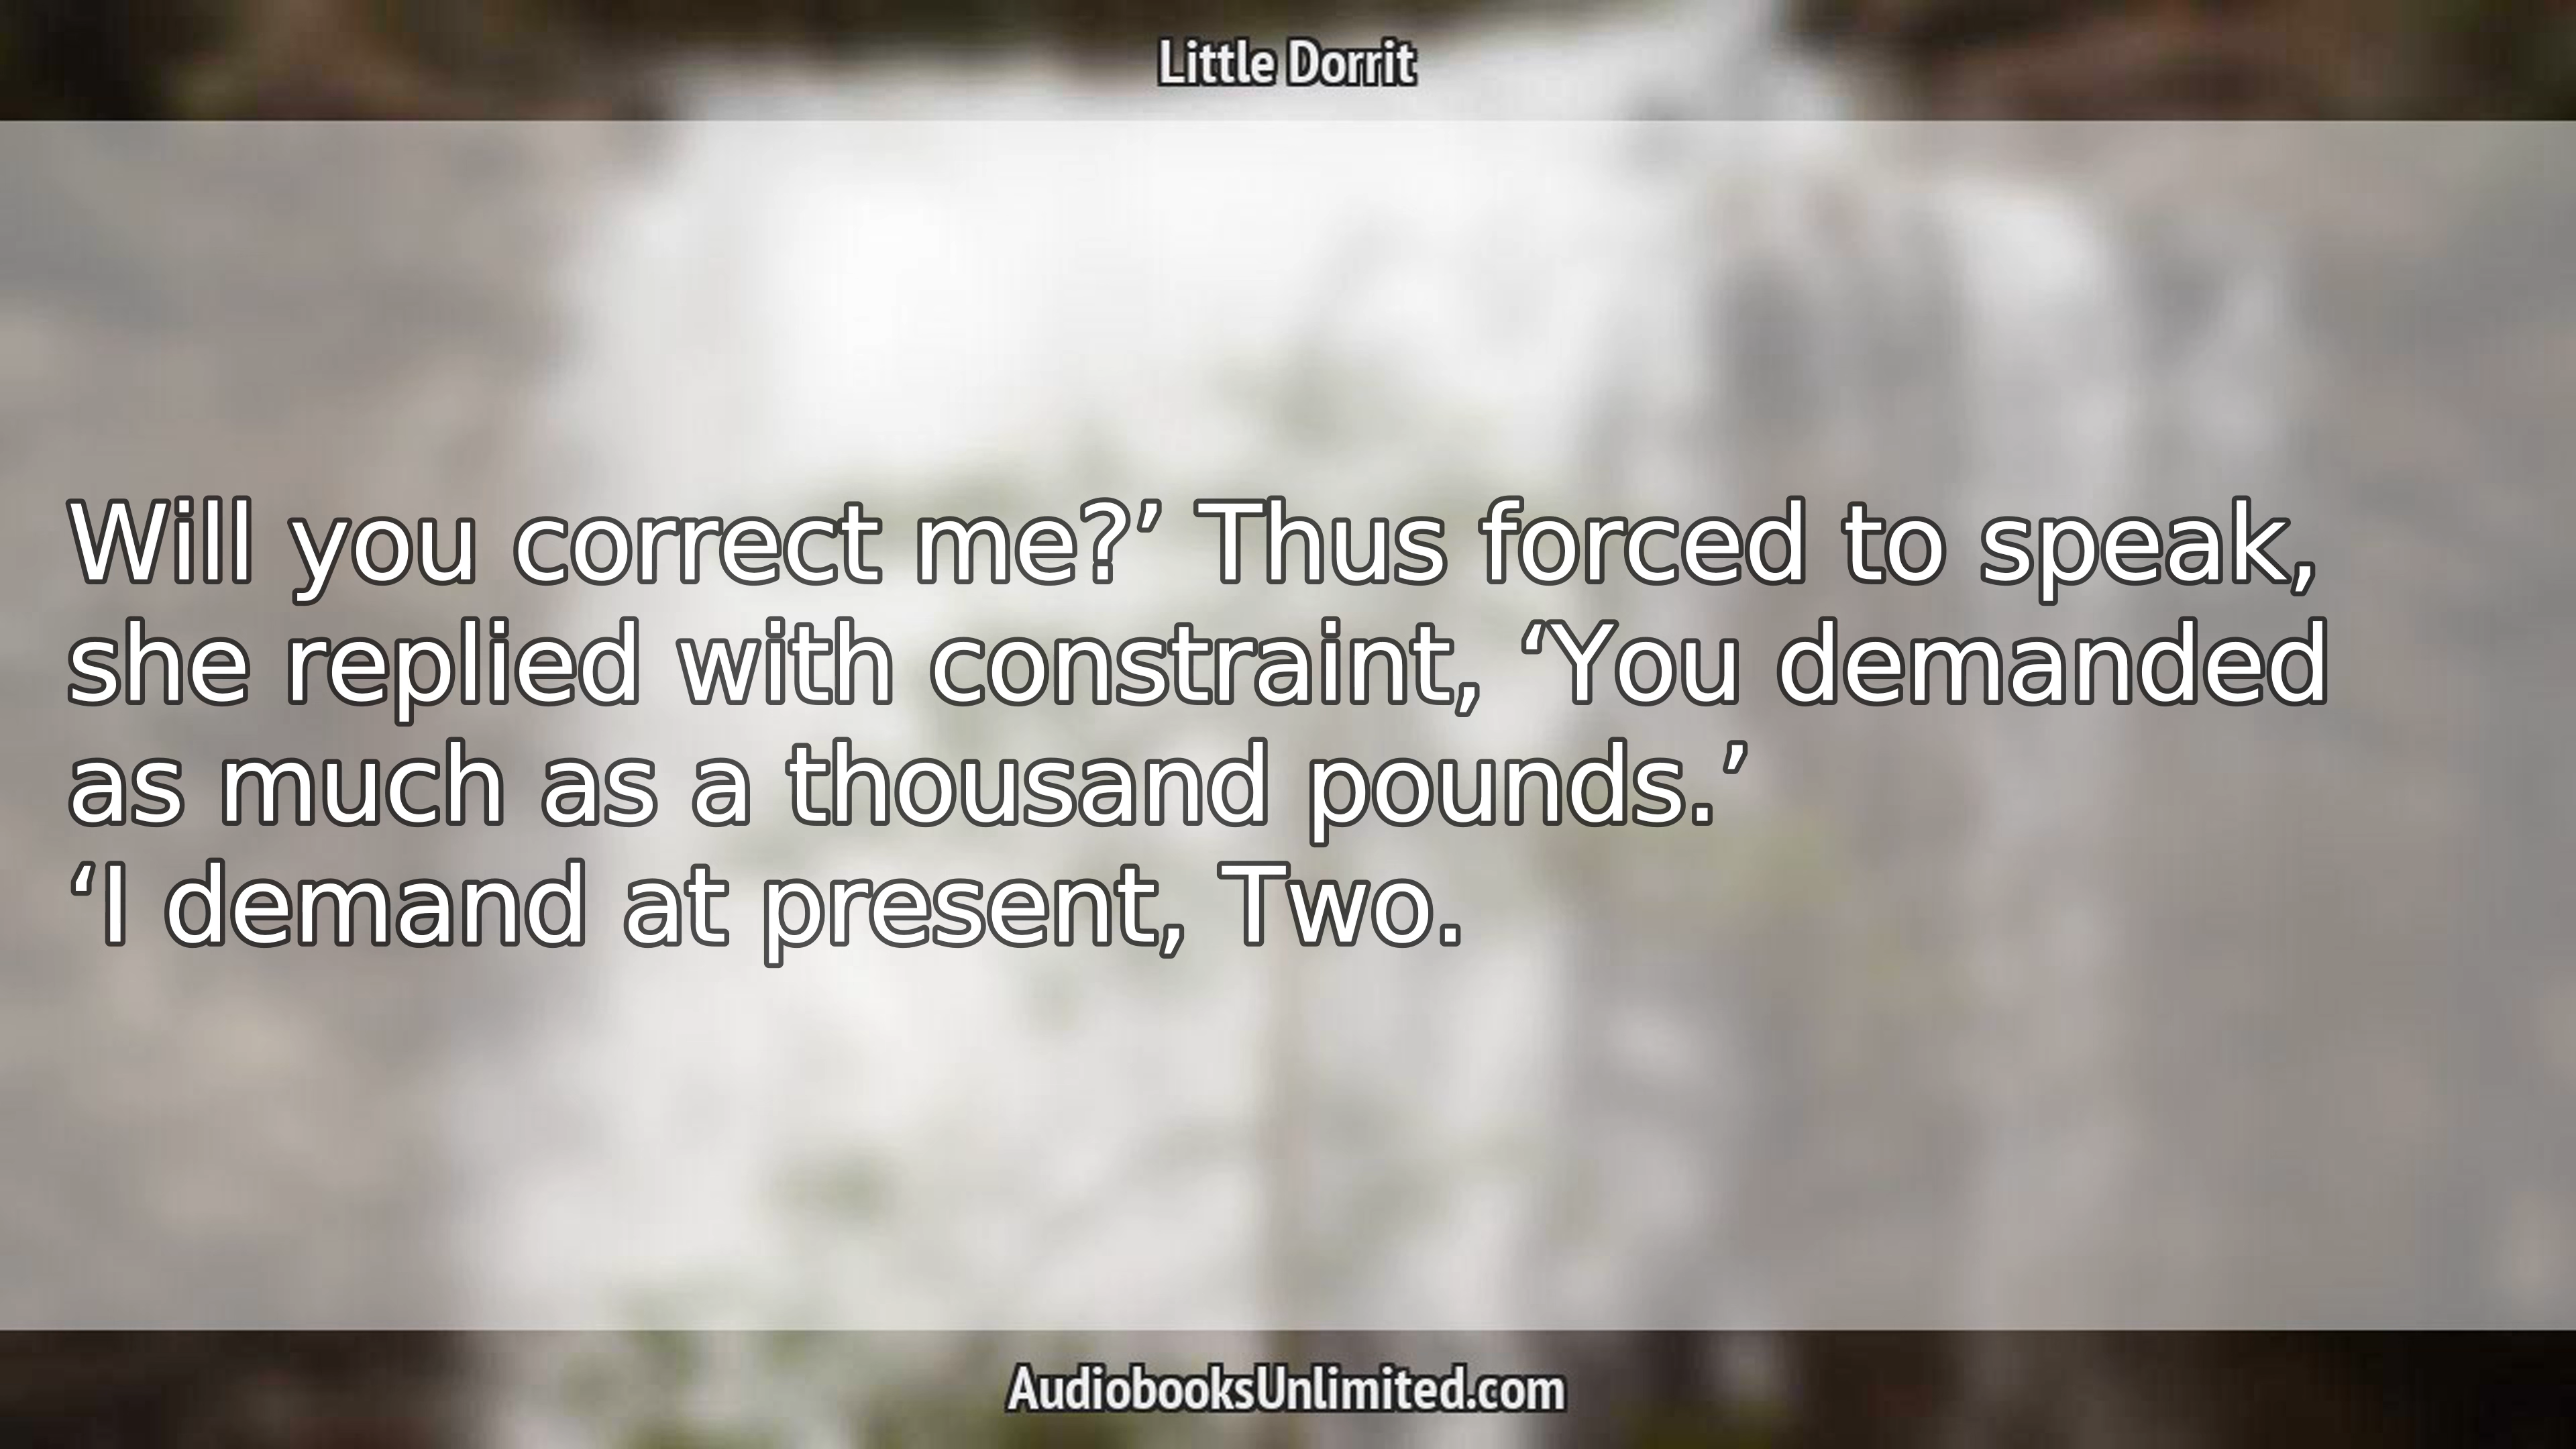 Little Dorrit
Will you correct me?’ Thus forced to speak,
she replied with constraint, ‘You demanded
as much as a thousand pounds.’
‘I demand at present, Two.
AudiobooksUnlimited.com